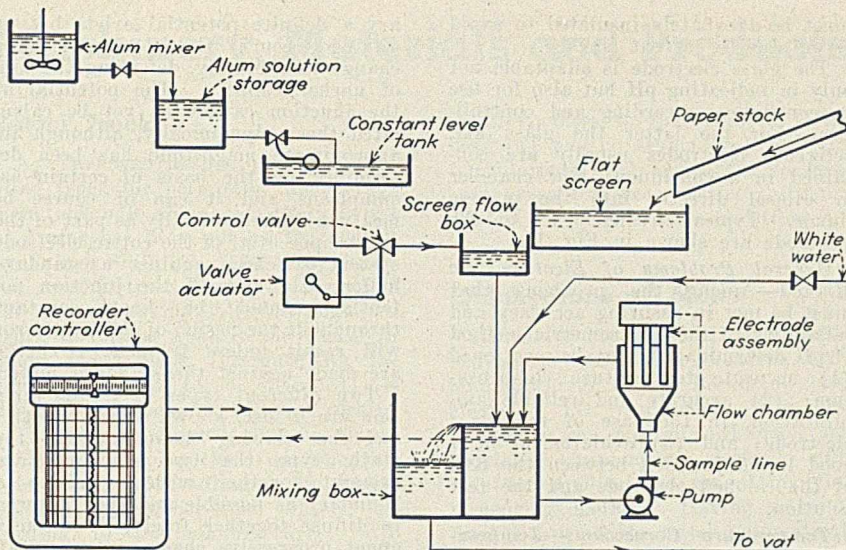 Alum mixer
Alum solution
storage
Constant level
tank
Paper stock
Flat
screen
Screen flow
box
Control valve
White
water
Valve
actuator
Recorder
controller
Electrode
assembly
Flow chamber
Sample line
Mixing box
Pump
To vat